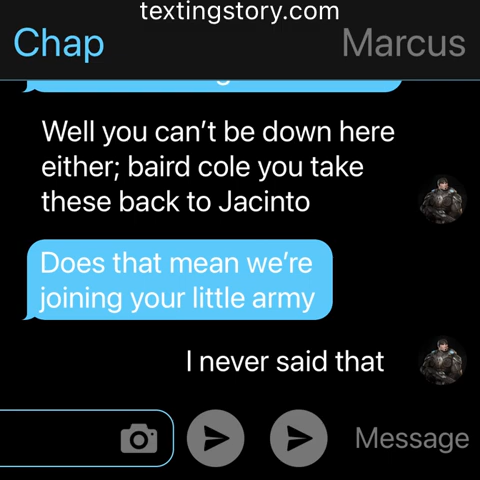 textingstory.com
Chap
Marcus
Well you can’t be down here
either; baird cole you take
these back to Jacinto
Does that mean we’re
joining your little army
I never said that
Message